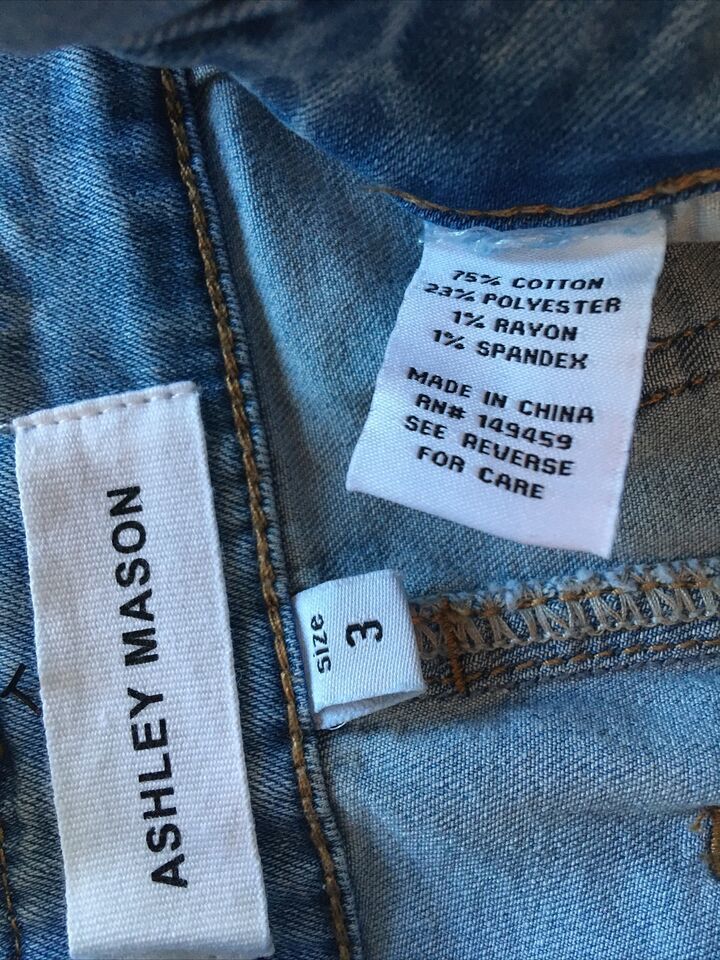 75% COTTON
23% POLYESTER
1% RAYON
1% SPANDEX
MADE IN CHINA
RN# 149459
SEE REVERSE
FOR CARE
ASHLEY MASON
size
3